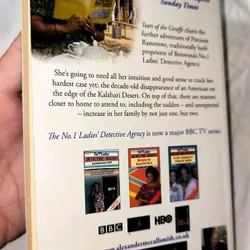 Sunday Times
Tears of the Giraffe charts the
further adventures of Precious
Ramotswe, traditionally built
proprietor of Botswana's No.1
Ladies' Detective Agency.
She's going to need all her intuition and good sense to crack her
hardest case yet: the decade-old disappearance of an American on
the edge of the Kalahari Desert. On top of that, there are matters
closer to home to attend to, including the sudden – and unexpected
– increase in her family by not just one, but two.
The No.1 Ladies' Detective Agency is now a major BBC TV series.
BBC
HBO
www.alexandermccallsmith.co.uk